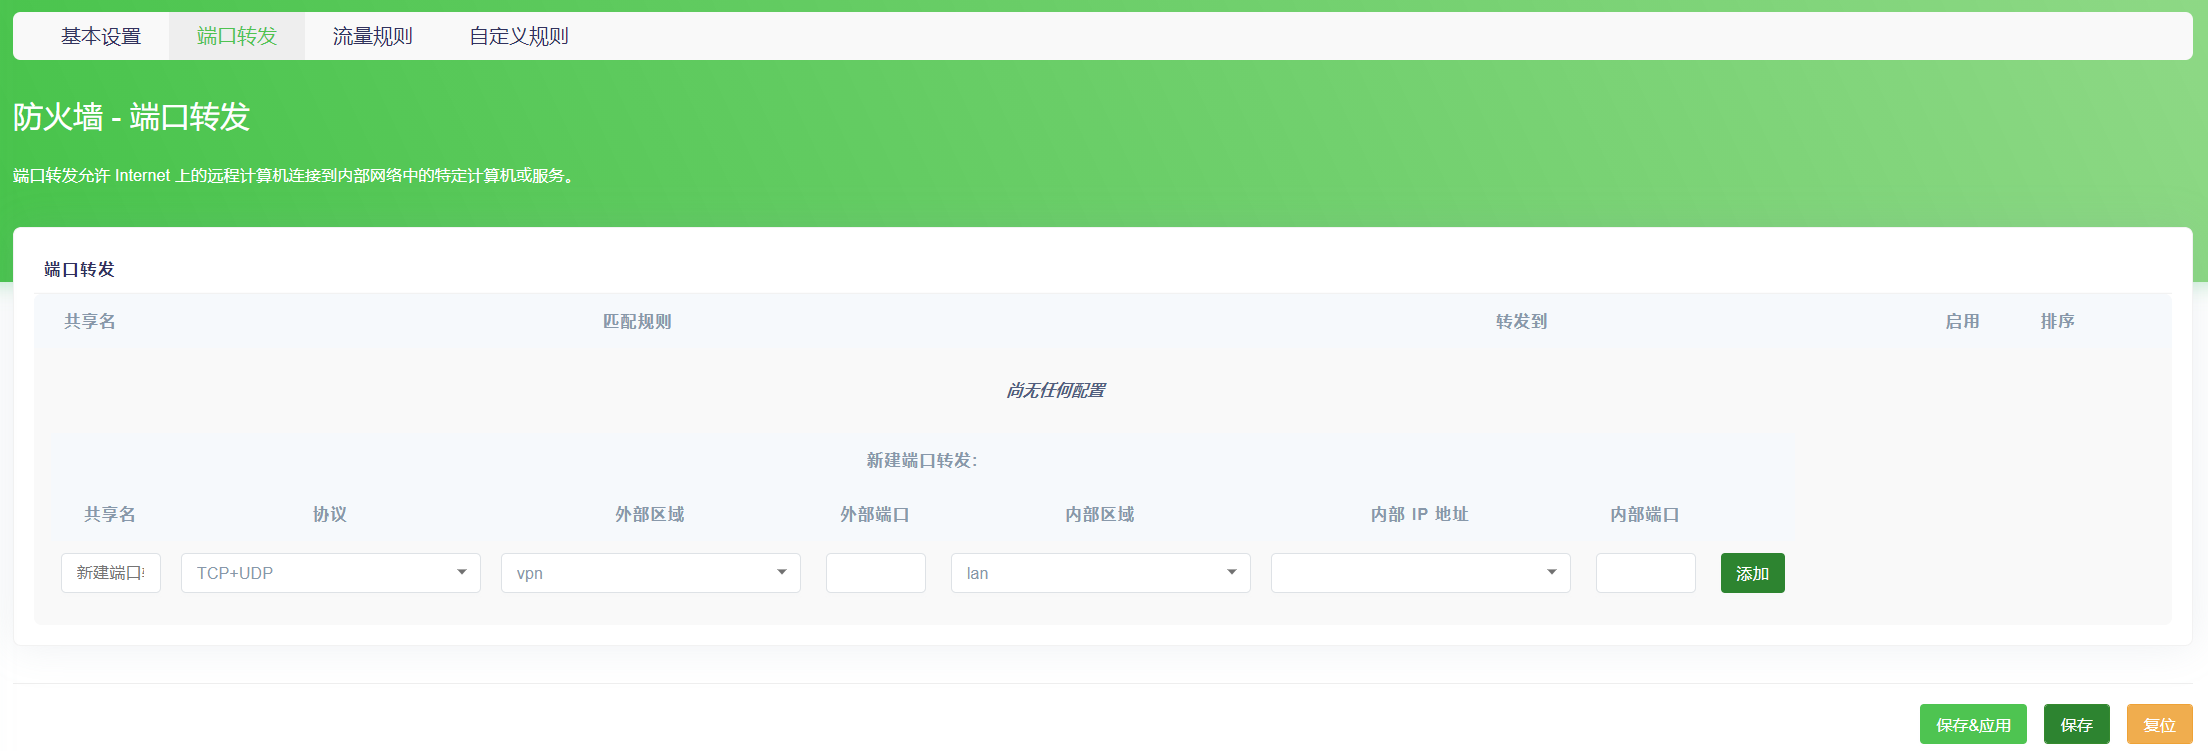 基本设置 端口转发 流量规则 自定义规则
防火墙 - 端口转发
端口转发允许 Internet 上的远程计算机连接到内部网络中的特定计算机或服务。
端口转发
共享名 匹配规则 转发到 启用 排序
尚无任何配置
新建端口转发:
共享名 协议 外部区域 外部端口 内部区域 内部 IP 地址 内部端口
新建端口 TCP+UDP vpn lan 添加
保存&应用 保存 复位